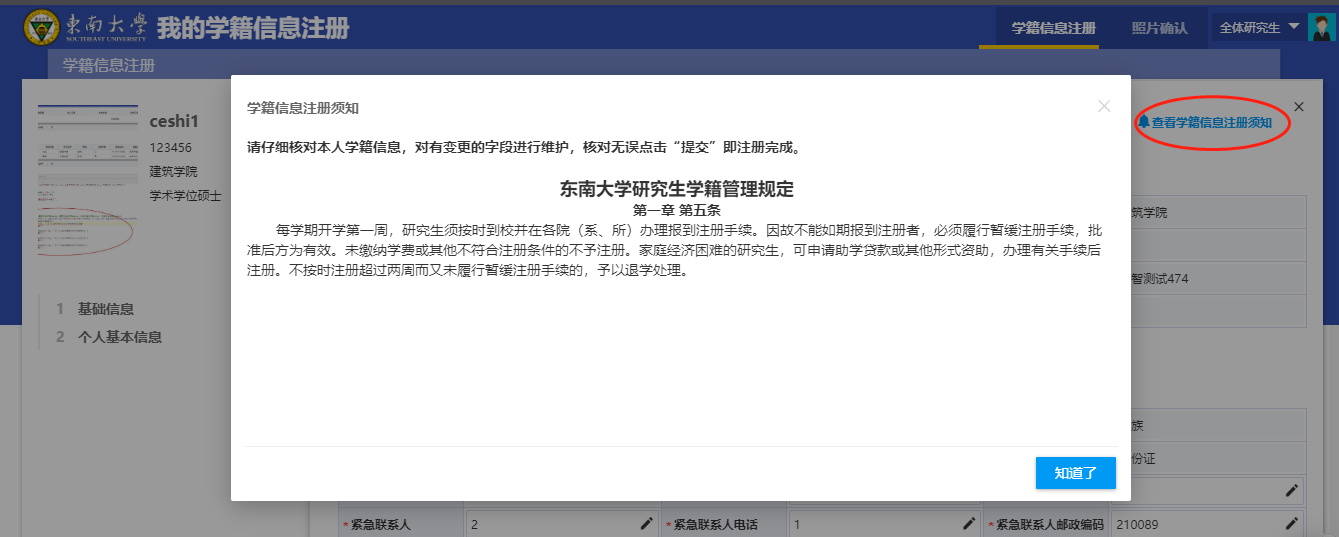 東南大學
SOUTHEAST UNIVERSITY
我的学籍信息注册
学籍信息注册
照片确认
全体研究生
学籍信息注册
ceshi1
123456
建筑学院
学术学位硕士
1 基础信息
2 个人基本信息
查看学籍信息注册须知
学籍信息注册须知
请仔细核对本人学籍信息，对有变更的字段进行维护，核对无误点击“提交”即注册完成。
东南大学研究生学籍管理规定
第一章 第五条
每学期开学第一周，研究生须按时到校并在各院（系、所）办理报到注册手续。因故不能如期报到注册者，必须履行暂缓注册手续，批
准后方为有效。未缴纳学费或其他不符合注册条件的不予注册。家庭经济困难的研究生，可申请助学贷款或其他形式资助，办理有关手续后
注册。不按时注册超过两周而又未履行暂缓注册手续的，予以退学处理。
知道了
筑学院
智测试474
族
份证
*紧急联系人 2 *紧急联系人电话 1 *紧急联系人邮政编码 210089